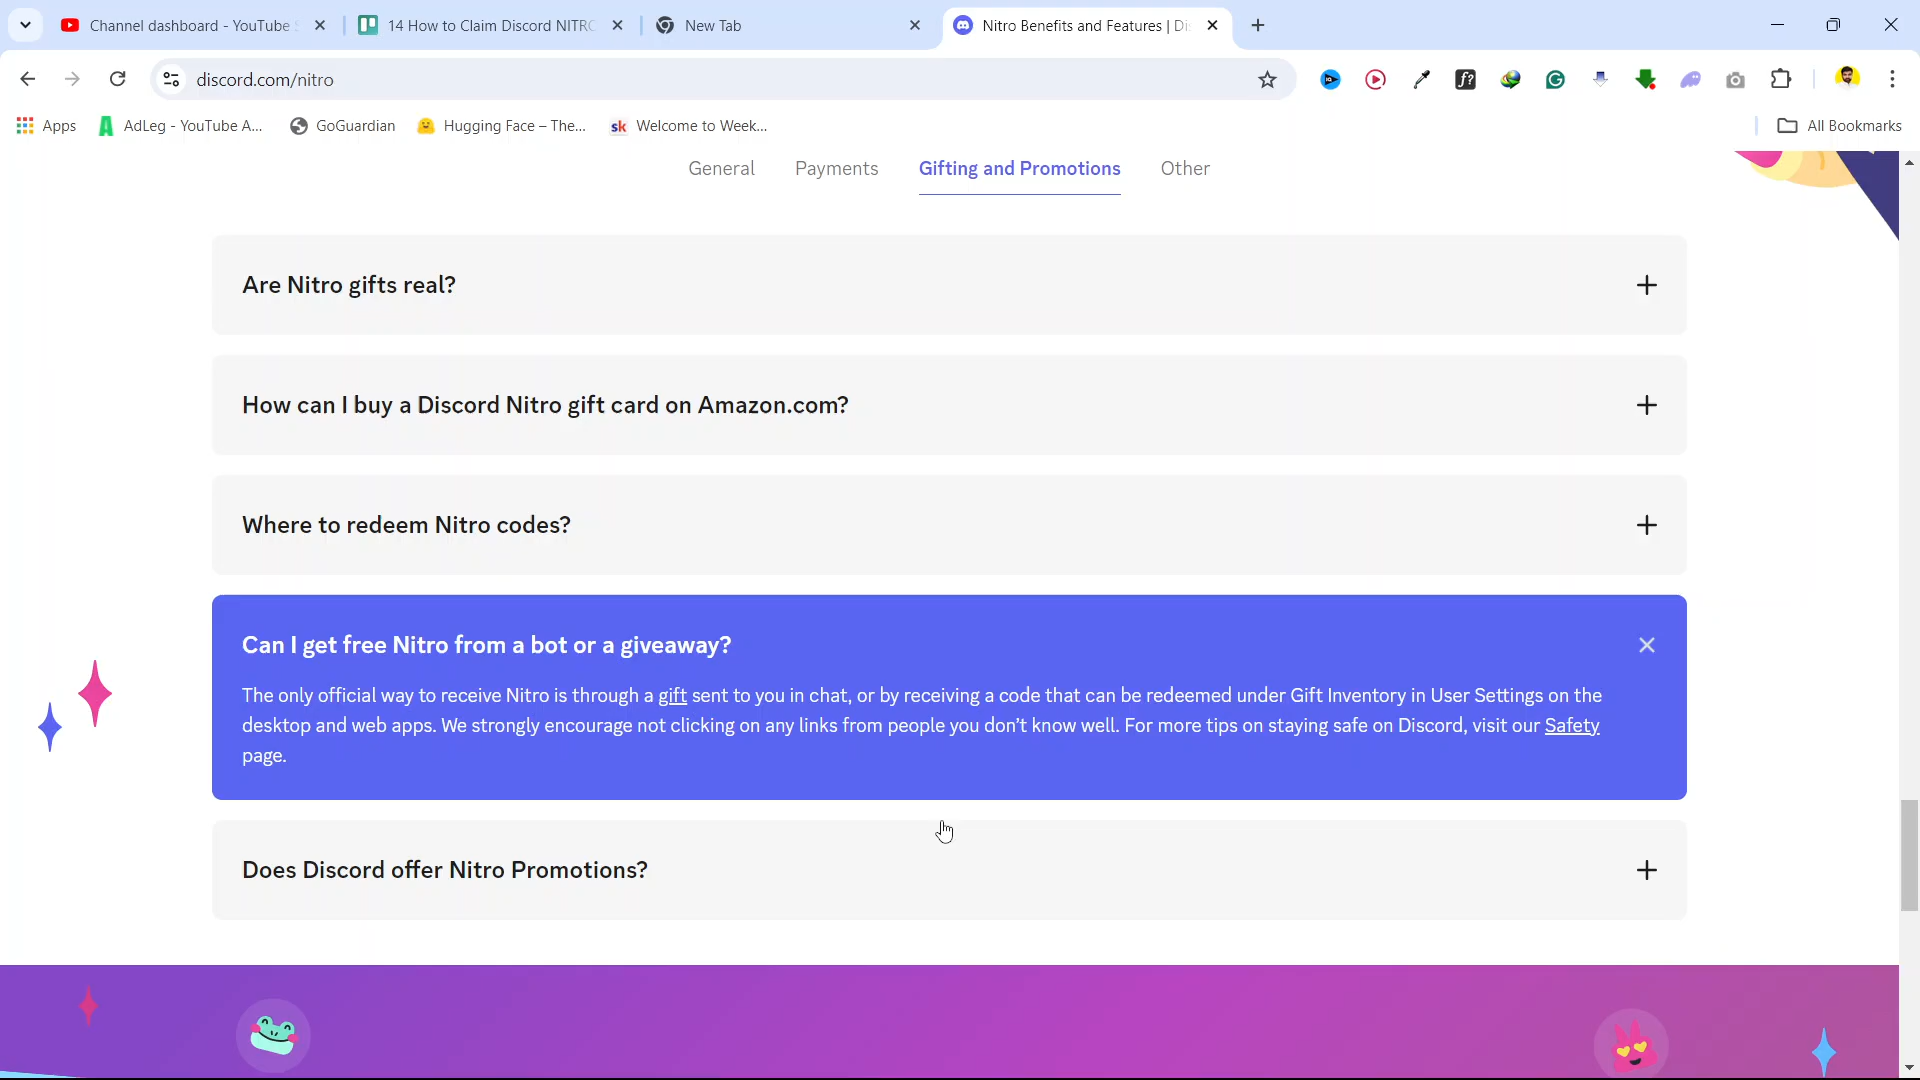 Channel dashboard - YouTube S
14 How to Claim Discord NITRO
New Tab
Nitro Benefits and Features | Di
discord.com/nitro
Apps
AdLeg - YouTube A...
GoGuardian
Hugging Face – The...
sk Welcome to Week...
All Bookmarks
General
Payments
Gifting and Promotions
Other
Are Nitro gifts real?
How can I buy a Discord Nitro gift card on Amazon.com?
Where to redeem Nitro codes?
Can I get free Nitro from a bot or a giveaway?
The only official way to receive Nitro is through a gift sent to you in chat, or by receiving a code that can be redeemed under Gift Inventory in User Settings on the
desktop and web apps. We strongly encourage not clicking on any links from people you don’t know well. For more tips on staying safe on Discord, visit our Safety
page.
Does Discord offer Nitro Promotions?